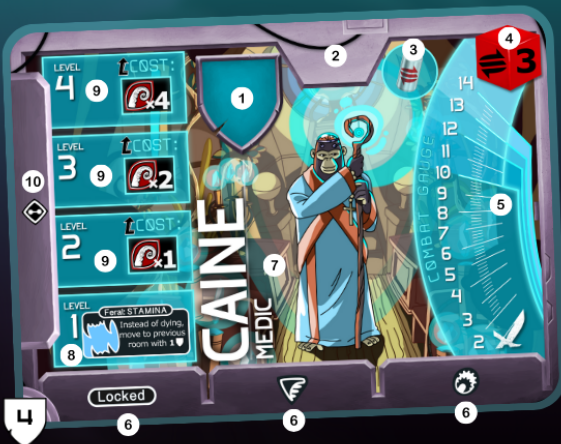 LEVEL
4
9
COST:
×4
LEVEL
3
9
COST:
×2
LEVEL
2
9
COST:
×1
LEVEL
1
8
Feral: STAMINA
Instead of dying,
move to previous
room with 1
10
1
2
3
4
3
CAINE
MEDIC
7
COMBAT GAUGE
14
13
12
11
10
9
8
7
6
5
4
3
2
5
Locked
6
6
6
4